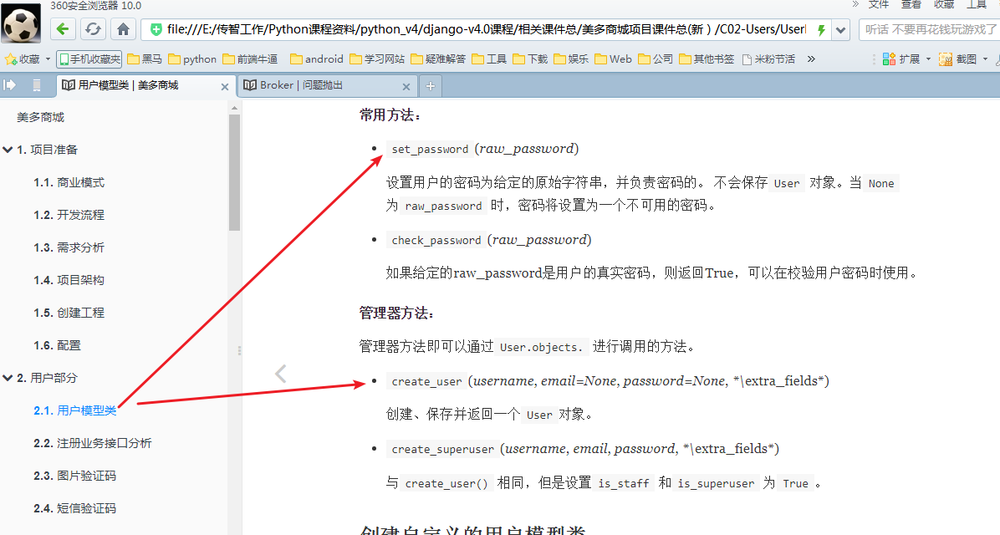 360安全浏览器 10.0
» 文件 查看 收藏 工具
file:///E:/传智工作/Python课程资料/python_v4/django-v4.0课程/相关课件总/美多商城项目课件总(新 ) /C02-Users/Userl
听话 不要再花钱玩游戏了
收藏 手机收藏夹 黑马 python 前端牛逼 android 学习网站 疑难解答 工具 下载 娱乐 Web 公司 其他书签 米粉节活 » 扩展 截图
用户模型类 | 美多商城 × Broker | 问题抛出 × +
美多商城
1. 项目准备
1.1. 商业模式
1.2. 开发流程
1.3. 需求分析
1.4. 项目架构
1.5. 创建工程
1.6. 配置
2. 用户部分
2.1. 用户模型类
2.2. 注册业务接口分析
2.3. 图片验证码
2.4. 短信验证码
常用方法：
• set_password (raw_password)
设置用户的密码为给定的原始字符串，并负责密码的。 不会保存 User 对象。当 None
为 raw_password 时，密码将设置为一个不可用的密码。
• check_password (raw_password)
如果给定的raw_password是用户的真实密码，则返回True，可以在校验用户密码时使用。
管理器方法：
管理器方法即可以通过 User.objects. 进行调用的方法。
• create_user (username, email=None, password=None, *\extra_fields*)
创建、保存并返回一个 User 对象。
• create_superuser (username, email, password, *\extra_fields*)
与 create_user() 相同，但是设置 is_staff 和 is_superuser 为 True 。
创建自定义的用户模型类